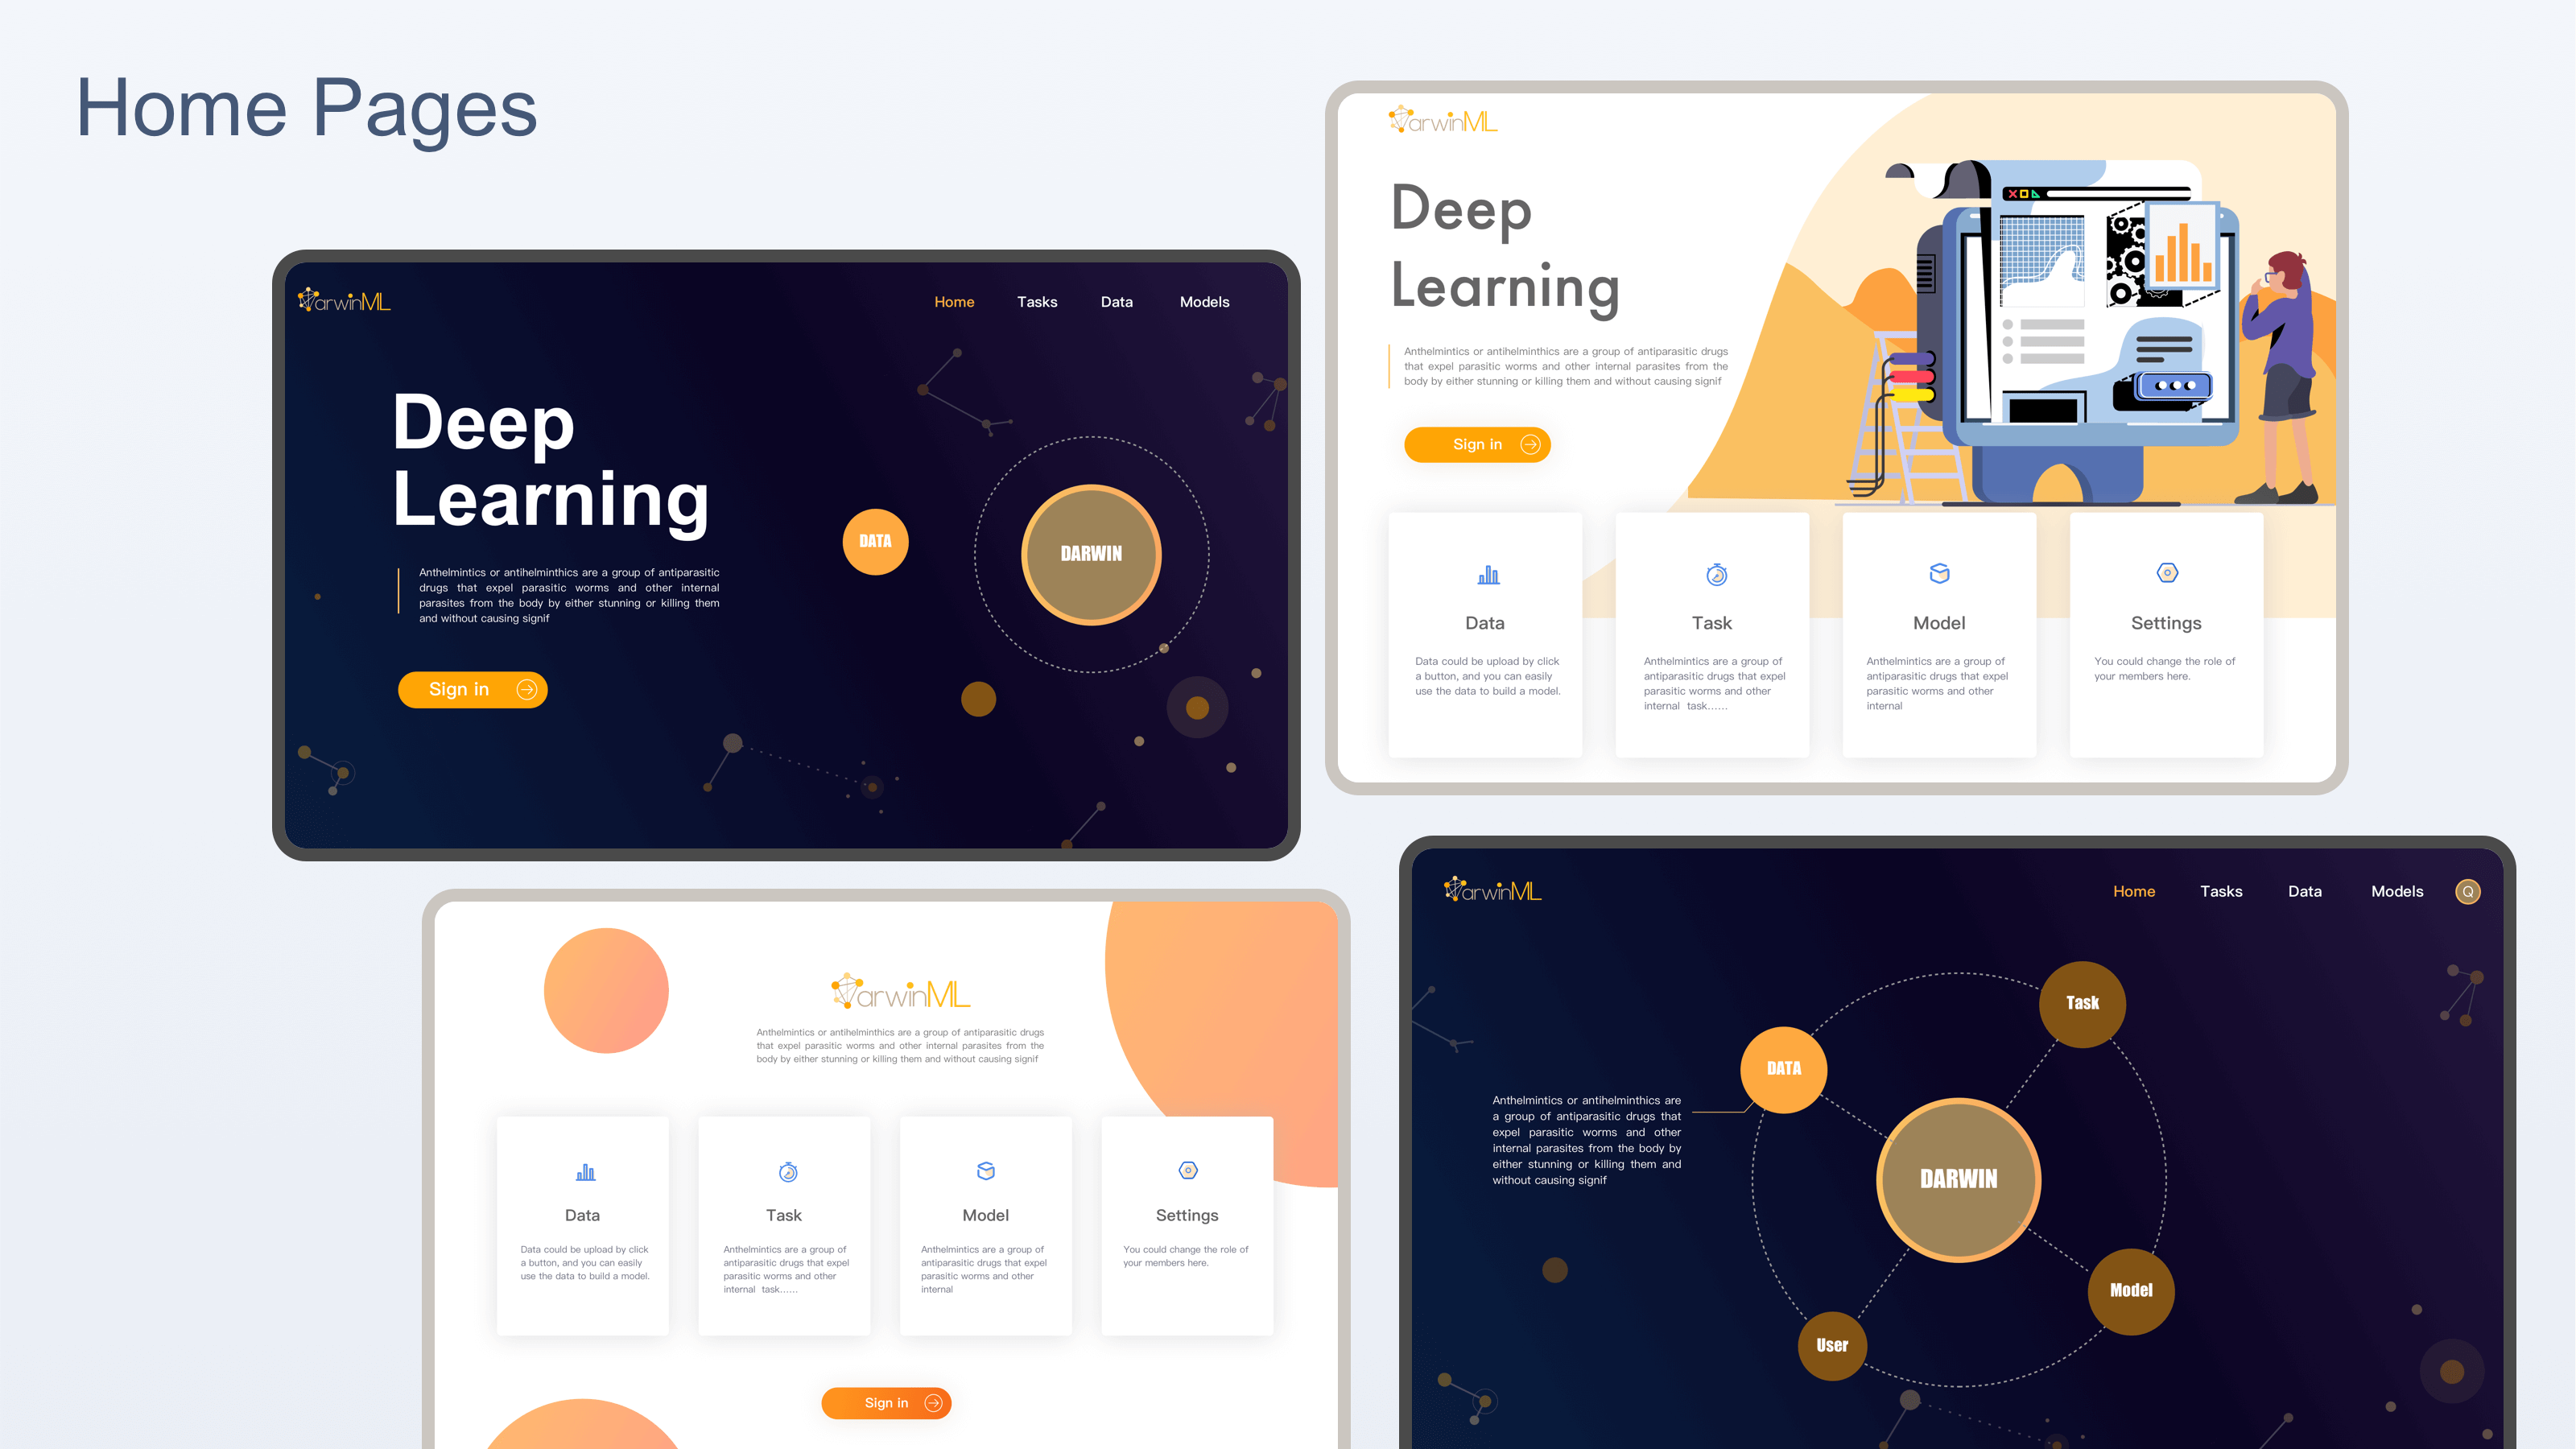 Home Pages
arwinML
Home Tasks Data Models
Deep
Learning
Anthelmintics or antihelminthics are a group of antiparasitic
drugs that expel parasitic worms and other internal
parasites from the body by either stunning or killing them
and without causing signif
Sign in
DATA
DARWIN
arwinML
Deep
Learning
Anthelmintics or antihelminthics are a group of antiparasitic drugs
that expel parasitic worms and other internal parasites from the
body by either stunning or killing them and without causing signif
Sign in
Data
Data could be upload by click
a button, and you can easily
use the data to build a model.
Task
Anthelmintics are a group of
antiparasitic drugs that expel
parasitic worms and other
internal task......
Model
Anthelmintics are a group of
antiparasitic drugs that expel
parasitic worms and other
internal
Settings
You could change the role of
your members here.
arwinML
Anthelmintics or antihelminthics are a group of antiparasitic drugs
that expel parasitic worms and other internal parasites from the
body by either stunning or killing them and without causing signif
Data
Data could be upload by click
a button, and you can easily
use the data to build a model.
Task
Anthelmintics are a group of
antiparasitic drugs that expel
parasitic worms and other
internal task......
Model
Anthelmintics are a group of
antiparasitic drugs that expel
parasitic worms and other
internal
Settings
You could change the role of
your members here.
Sign in
arwinML
Home Tasks Data Models Q
Task
DATA
Anthelmintics or antihelminthics are
a group of antiparasitic drugs that
expel parasitic worms and other
internal parasites from the body by
either stunning or killing them and
without causing signif
DARWIN
Model
User